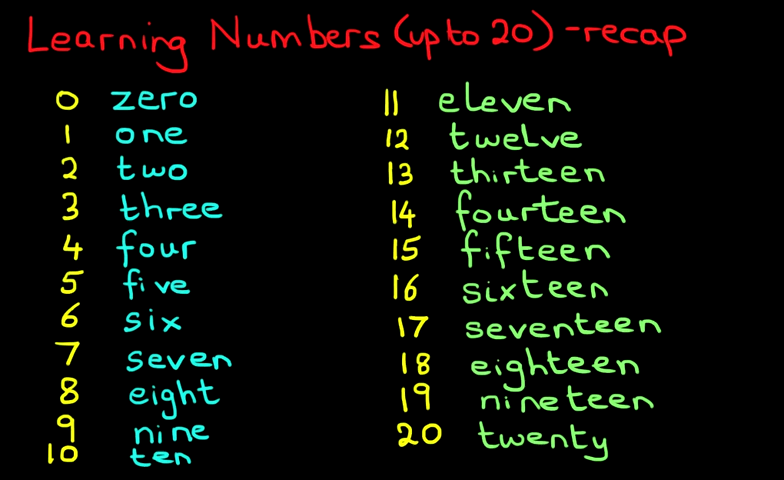 Learning Numbers (up to 20) - recap
0 zero
1 one
2 two
3 three
4 four
5 five
6 six
7 seven
8 eight
9 nine
10 ten
11 eleven
12 twelve
13 thirteen
14 fourteen
15 fifteen
16 sixteen
17 seventeen
18 eighteen
19 nineteen
20 twenty